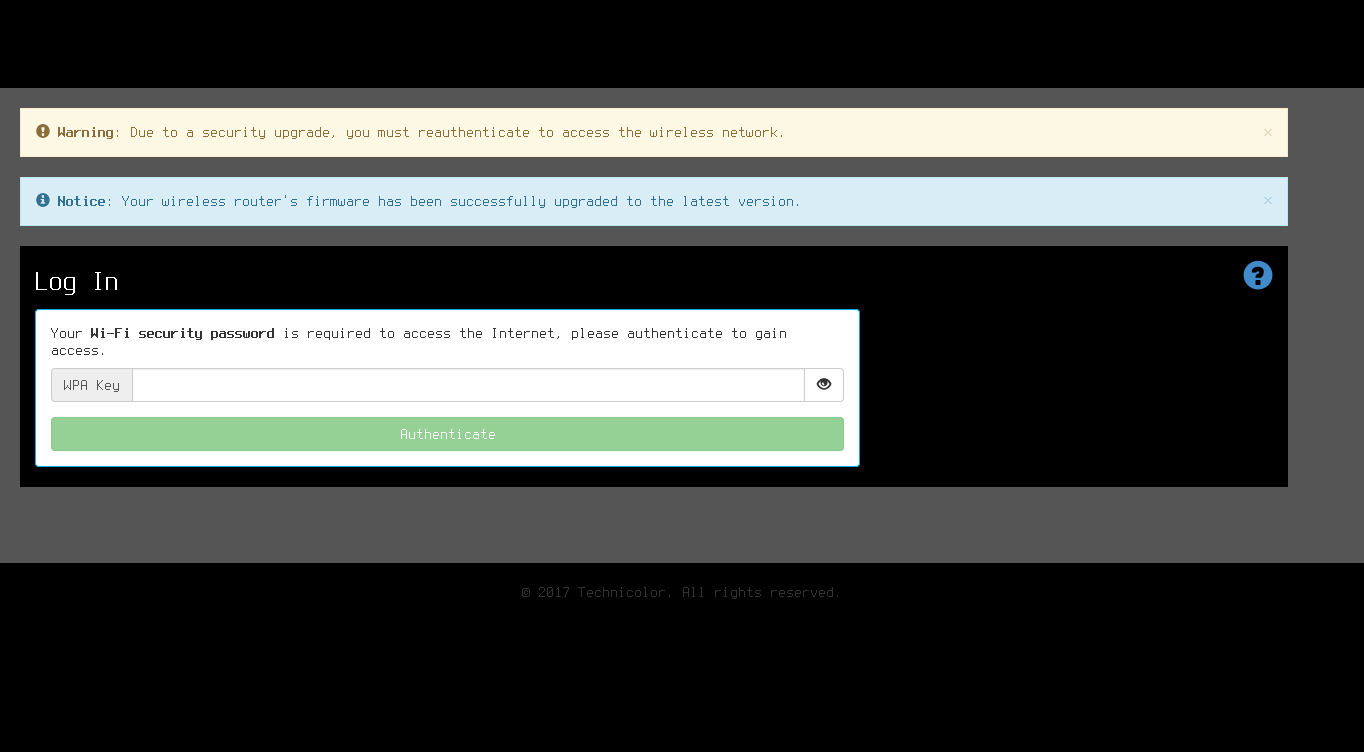 Warning: Due to a security upgrade, you must reauthenticate to access the wireless network.
×
Notice: Your wireless router's firmware has been successfully upgraded to the latest version.
×
Log In
Your Wi-Fi security password is required to access the Internet, please authenticate to gain
access.
WPA Key
Authenticate
© 2017 Technicolor. All rights reserved.